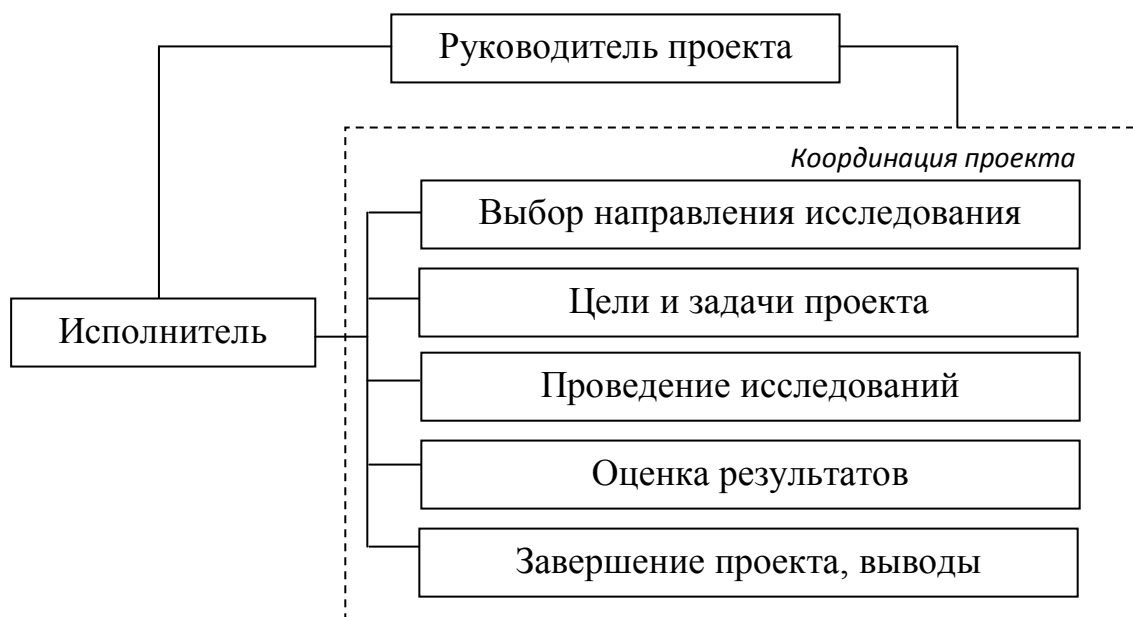 Руководитель проекта
Координация проекта
Выбор направления исследования
Цели и задачи проекта
Исполнитель
Проведение исследований
Оценка результатов
Завершение проекта, выводы